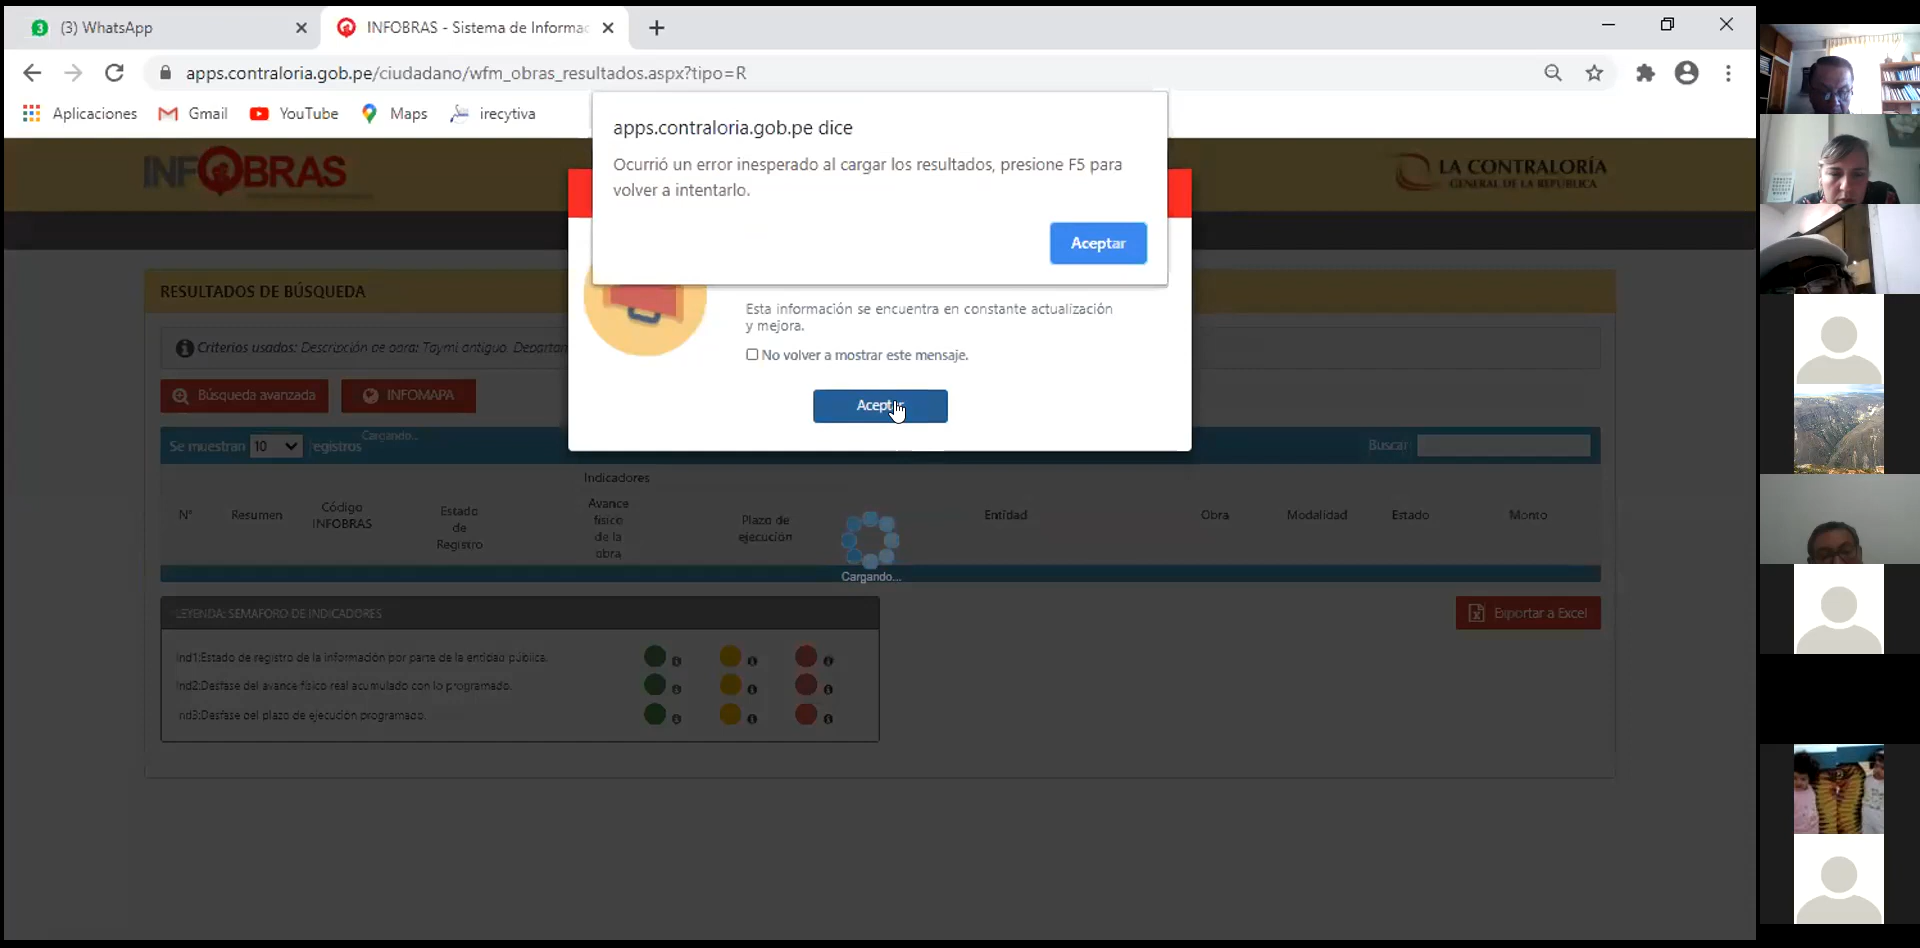 3 (3) WhatsApp
INFOBRAS - Sistema de Informac
apps.contraloria.gob.pe/ciudadano/wfm_obras_resultados.aspx?tipo=R
Aplicaciones Gmail YouTube Maps irecytiva
INFOBRAS
LA CONTRALORÍA
GENERAL DE LA REPÚBLICA
apps.contraloria.gob.pe dice
Ocurrió un error inesperado al cargar los resultados, presione F5 para
volver a intentarlo.
Aceptar
Esta información se encuentra en constante actualización
y mejora.
No volver a mostrar este mensaje.
Aceptar
RESULTADOS DE BÚSQUEDA
Criterios usados: Descripción de obra: Taymi antiguo. Departam
Búsqueda avanzada INFOMAPA
Se muestran 10 registros
Cargando...
Buscar
Indicadores
N° Resumen
Código
INFOBRAS
Estado
de
Registro
Avance
físico
de la
obra
Plazo de
ejecución
Entidad Obra Modalidad Estado Monto
Cargando...
LEYENDA: SEMAFORO DE INDICADORES
Exportar a Excel
Ind1:Estado de registro de la información por parte de la entidad pública.
Ind2:Desfase del avance físico real acumulado con lo programado.
Ind3:Desfase del plazo de ejecución programado.